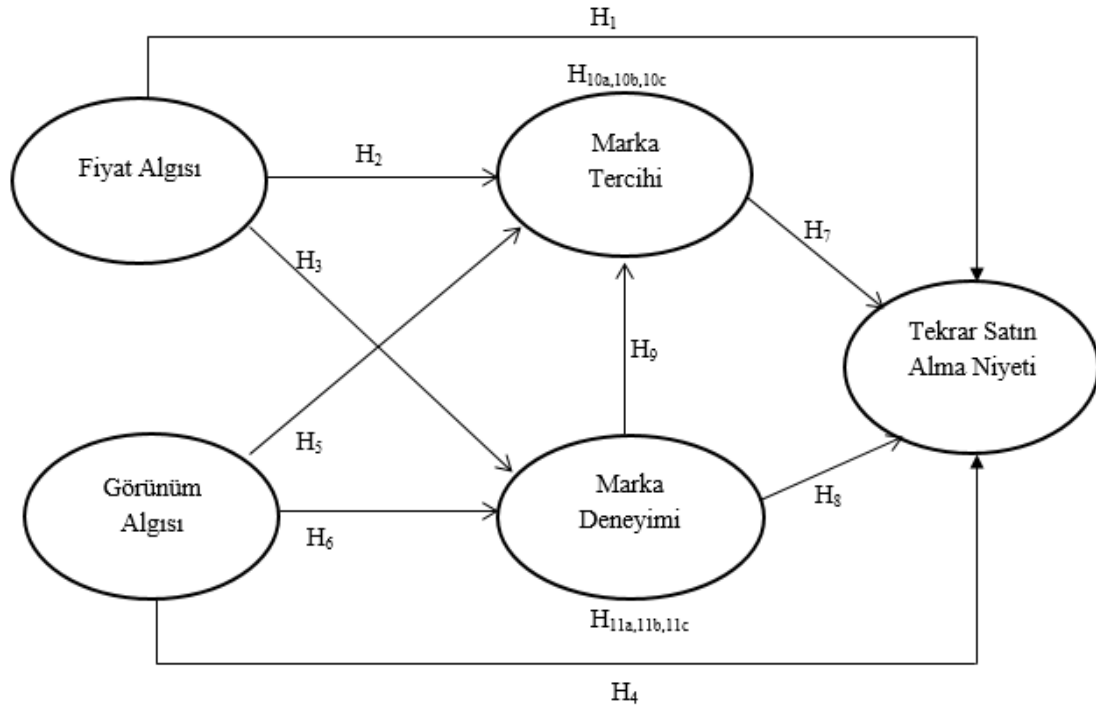 H₁
H₁₀ₐ,₁₀b,₁₀c
Fiyat Algısı
H₂
Marka
Tercihi
H₃
H₇
H₉
Tekrar Satın
Alma Niyeti
H₅
Görünüm
Algısı
H₆
Marka
Deneyimi
H₈
H₁₁ₐ,₁₁b,₁₁c
H₄